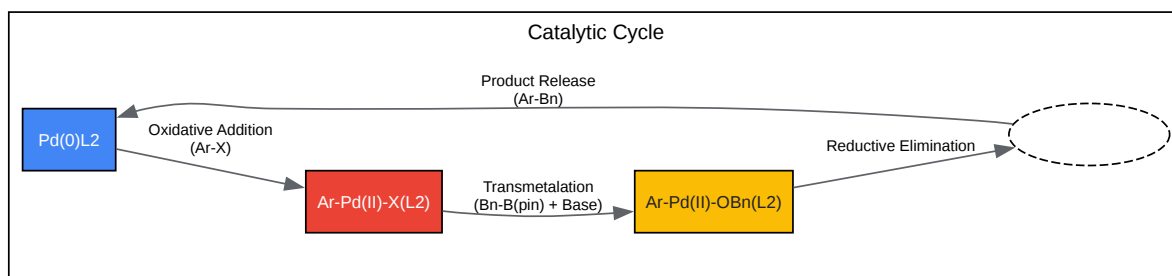 Catalytic Cycle
Product Release
(Ar-Bn)
Pd(0)L2
Oxidative Addition
(Ar-X)
Reductive Elimination
Ar-Pd(II)-X(L2)
Transmetalation
(Bn-B(pin) + Base)
Ar-Pd(II)-OBn(L2)